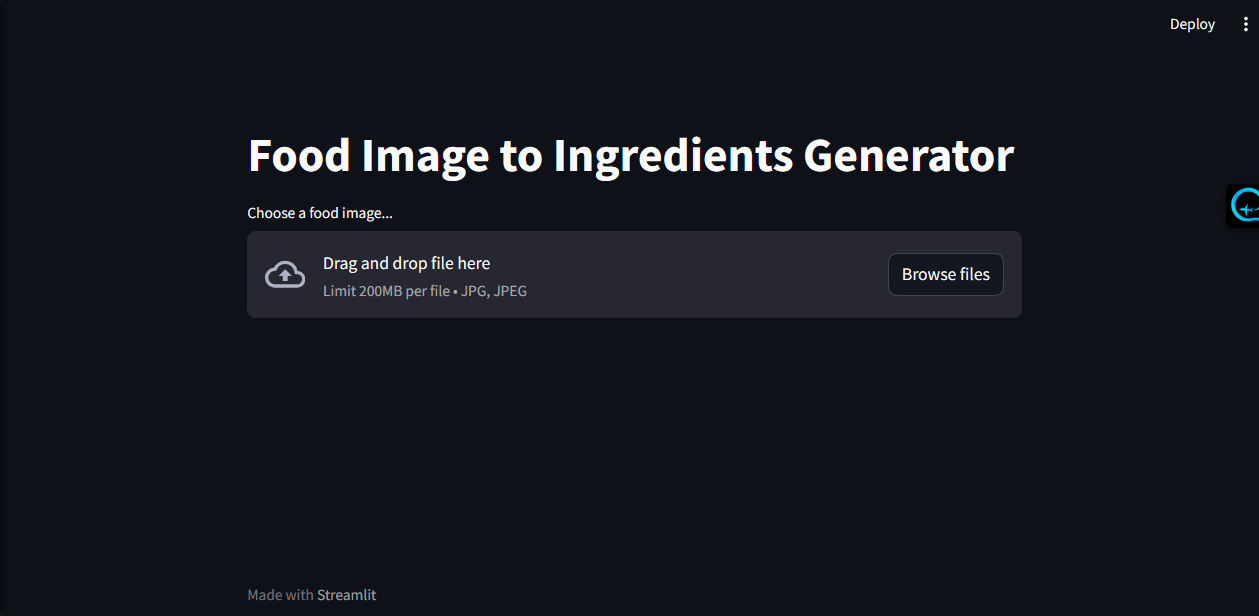 Deploy
Food Image to Ingredients Generator
Choose a food image...
Drag and drop file here
Limit 200MB per file • JPG, JPEG
Browse files
Made with Streamlit